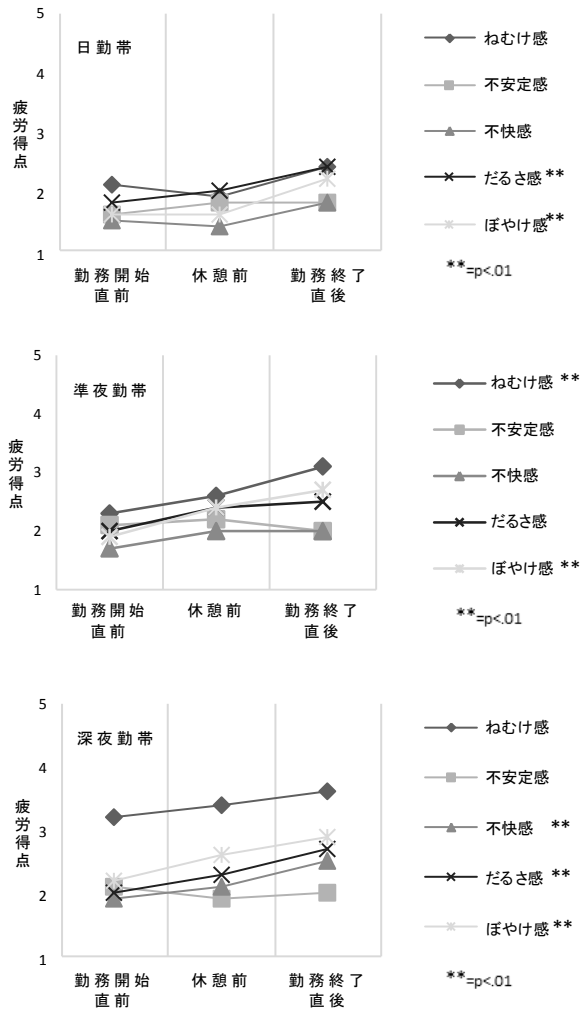 日勤帯
疲労得点
5
4
3
2
1
勤務開始
直前
休憩前
勤務終了
直後
ねむけ感
不安定感
不快感
だるさ感 **
ぼやけ感**
**=p<.01
準夜勤帯
疲労得点
5
4
3
2
1
勤務開始
直前
休憩前
勤務終了
直後
ねむけ感 **
不安定感
不快感
だるさ感
ぼやけ感 **
**=p<.01
深夜勤帯
疲労得点
5
4
3
2
1
勤務開始
直前
休憩前
勤務終了
直後
ねむけ感
不安定感
不快感 **
だるさ感 **
ぼやけ感 **
**=p<.01